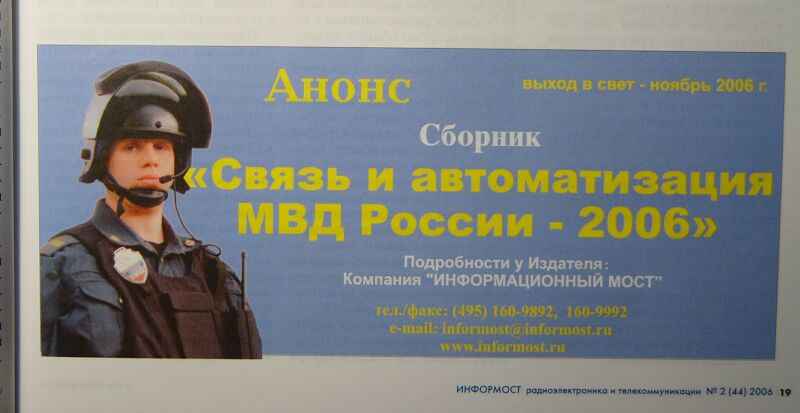 Анонс
выход в свет - ноябрь 2006 г.
Сборник
«Связь и автоматизация
МВД России - 2006»
Подробности у Издателя:
Компания "ИНФОРМАЦИОННЫЙ МОСТ"
тел./факс: (495) 160-9892, 160-9992
e-mail: informost@informost.ru
www.informost.ru
ИНФОРМОСТ радиоэлектроника и телекоммуникации № 2 (44) 2006 19